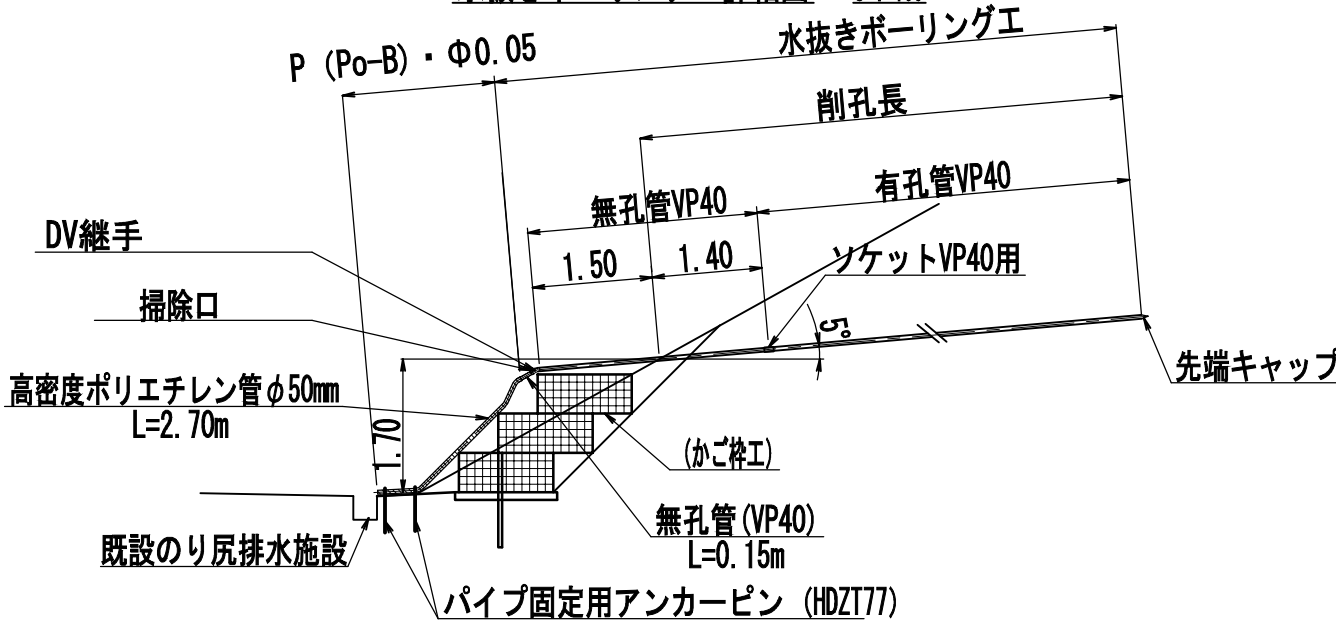 水抜きボーリング工
P (Po-B)・Φ0.05
削孔長
有孔管VP40
無孔管VP40
DV継手
1.50
1.40
ソケットVP40用
掃除口
5°
先端キャップ
高密度ポリエチレン管φ50mm
L=2.70m
1.70
(かご枠工)
無孔管(VP40)
L=0.15m
既設のり尻排水施設
パイプ固定用アンカーピン (HDZT77)